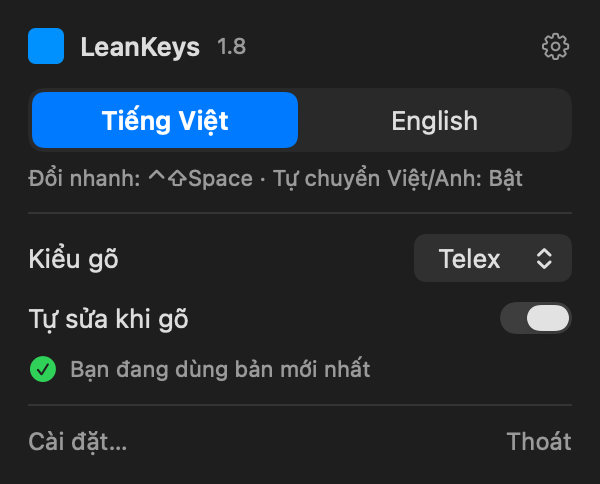 LeanKeys 1.8
Tiếng Việt English
Đổi nhanh: ^⇧Space · Tự chuyển Việt/Anh: Bật
Kiểu gõ Telex
Tự sửa khi gõ
Bạn đang dùng bản mới nhất
Cài đặt... Thoát